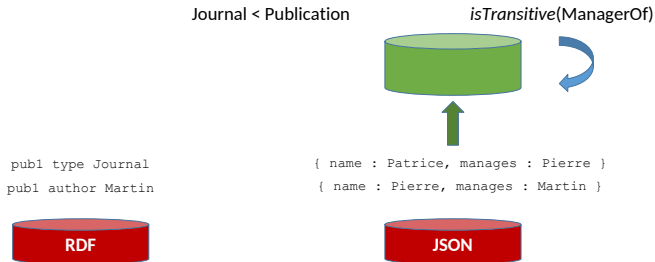 Journal < Publication
isTransitive(ManagerOf)
pub1 type Journal
pub1 author Martin
{ name : Patrice, manages : Pierre }
{ name : Pierre, manages : Martin }
RDF
JSON